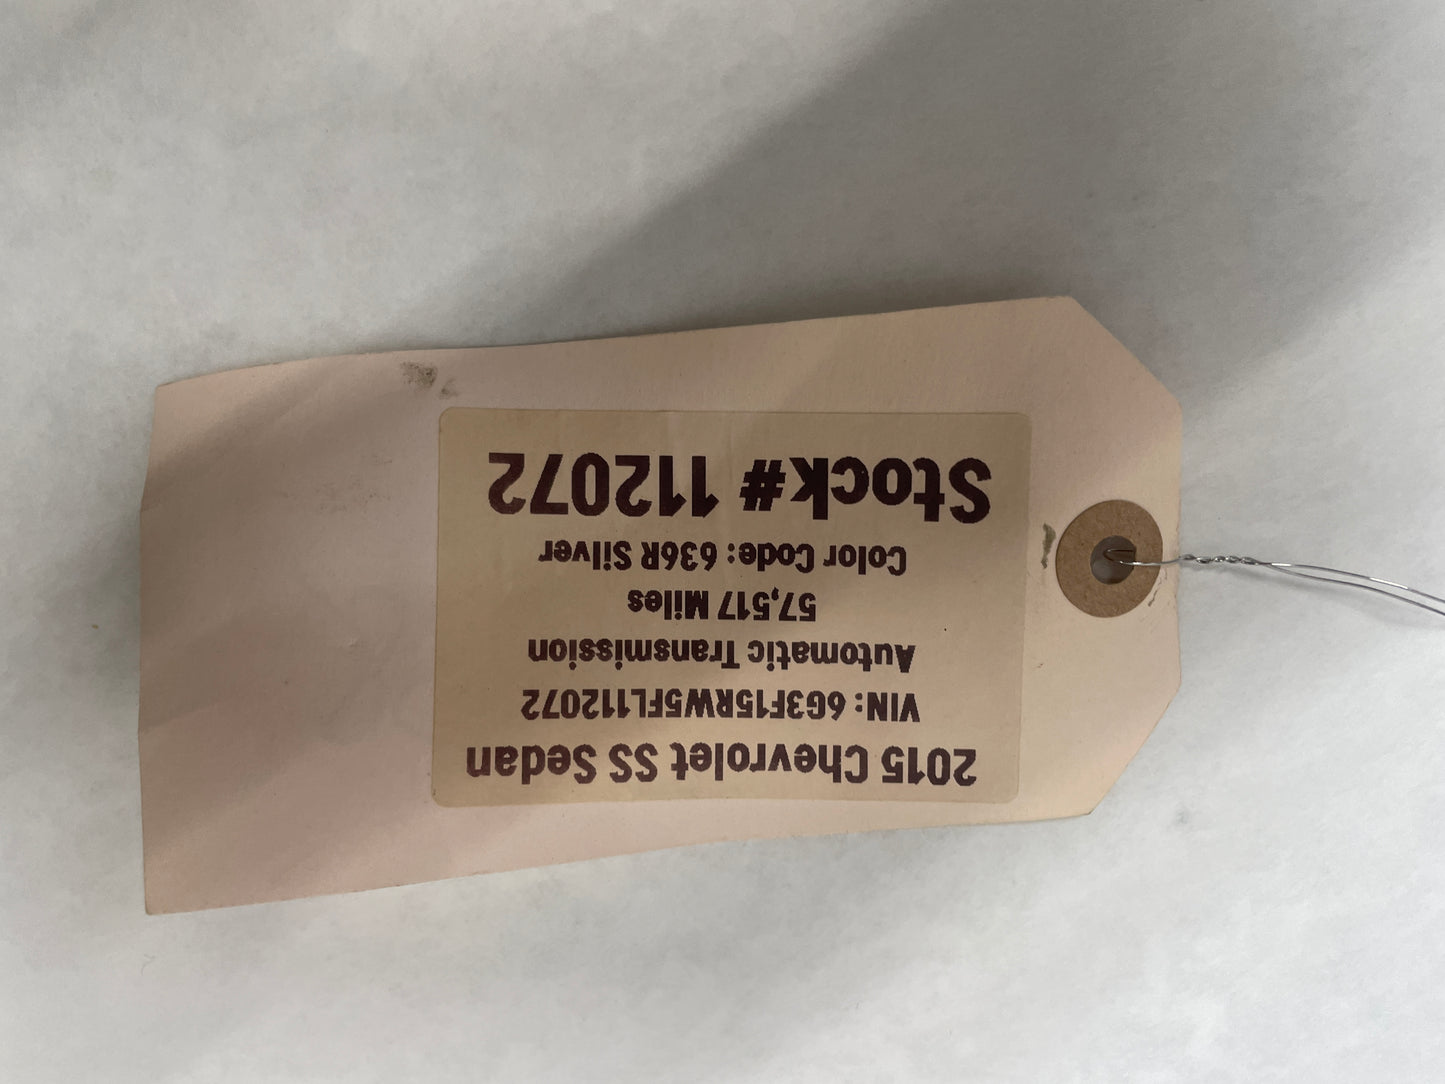 2015 Chevrolet SS Sedan
VIN: 6G3F15RW5FL112072
Automatic Transmission
57,517 Miles
Color Code: 636R Silver
Stock# 112072